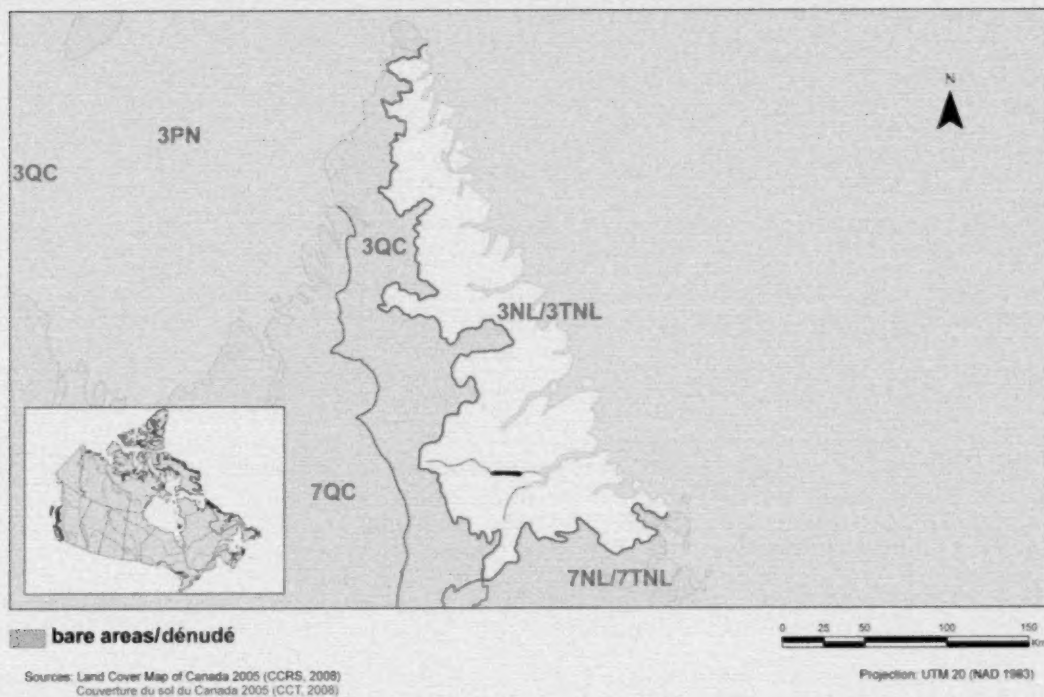 N
3PN
3QC
3QC
3NL/3TNL
7QC
7NL/7TNL
bare areas/dénudé
0 25 50 100 150
Km
Sources: Land Cover Map of Canada 2005 (CCRS, 2008)
Couverture du sol du Canada 2005 (CCT, 2008)
Projection: UTM 20 (NAD 1983)